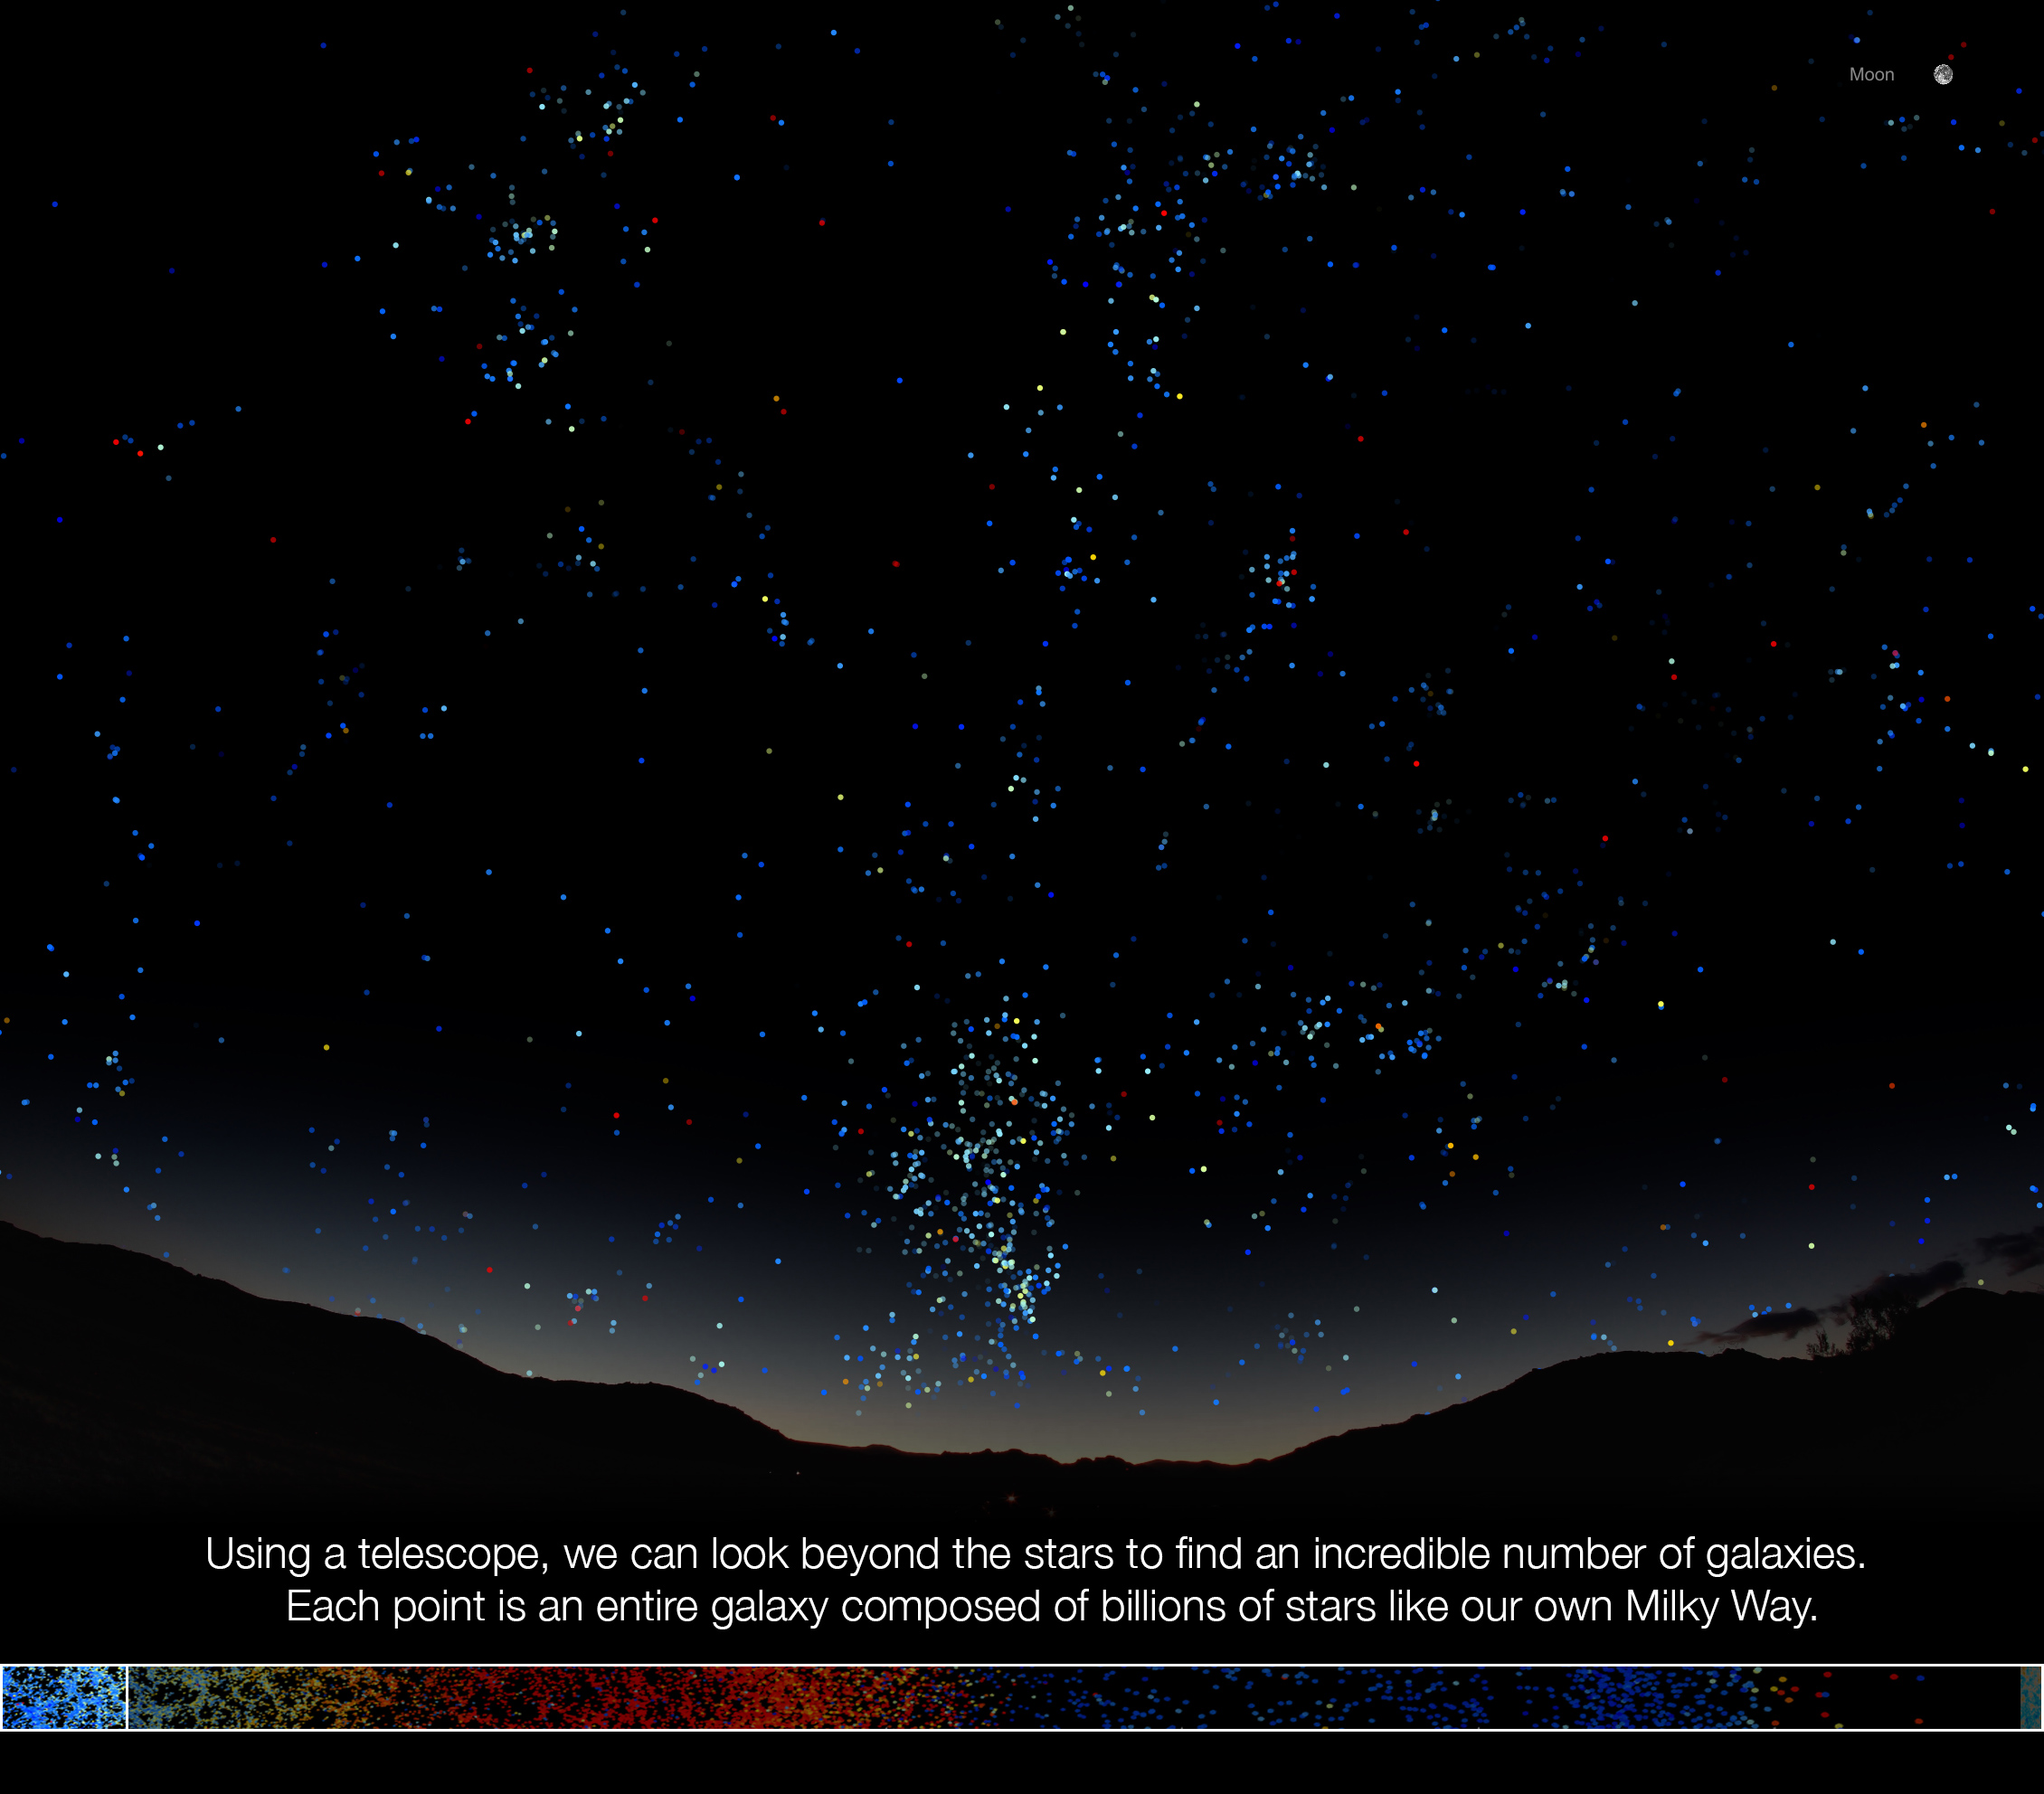 Moon
Using a telescope, we can look beyond the stars to find an incredible number of galaxies.
Each point is an entire galaxy composed of billions of stars like our own Milky Way.